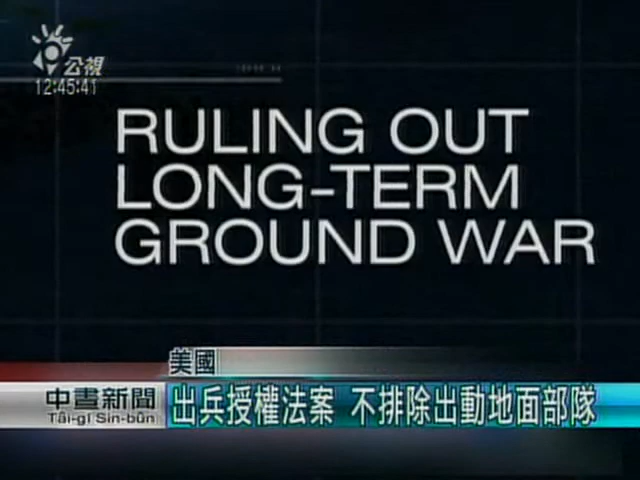 公視
12:45:41
RULING OUT
LONG-TERM
GROUND WAR
美國
中晝新聞
Tâi-gí Sin-bûn
出兵授權法案 不排除出動地面部隊